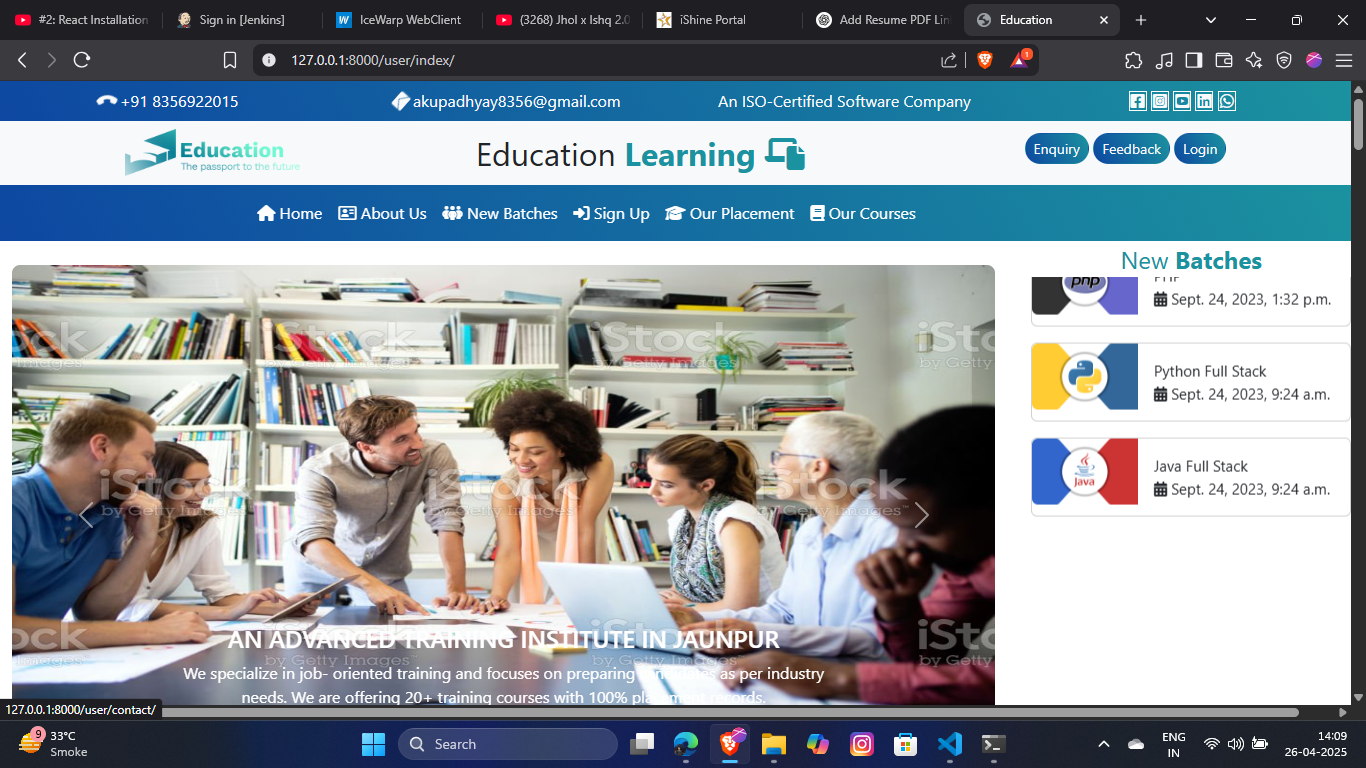 #2: React Installation
Sign in [Jenkins]
IceWarp WebClient
(3268) Jhol x Ishq 2.0
iShine Portal
Add Resume PDF Lin
Education
127.0.0.1:8000/user/index/
1
+91 8356922015
akupadhyay8356@gmail.com
An ISO-Certified Software Company
Education
The passport to the future
Education Learning
Enquiry
Feedback
Login
Home
About Us
New Batches
Sign Up
Our Placement
Our Courses
New Batches
PHP
php
Sept. 24, 2023, 1:32 p.m.
Python Full Stack
Sept. 24, 2023, 9:24 a.m.
Java Full Stack
Java
Sept. 24, 2023, 9:24 a.m.
iStock
by Getty Images™
AN ADVANCED TRAINING INSTITUTE IN JAUNPUR
We specialize in job- oriented training and focuses on preparing candidates as per industry
needs. We are offering 20+ training courses with 100% placement records.
127.0.0.1:8000/user/contact/
9
33°C
Smoke
Search
ENG
IN
14:09
26-04-2025